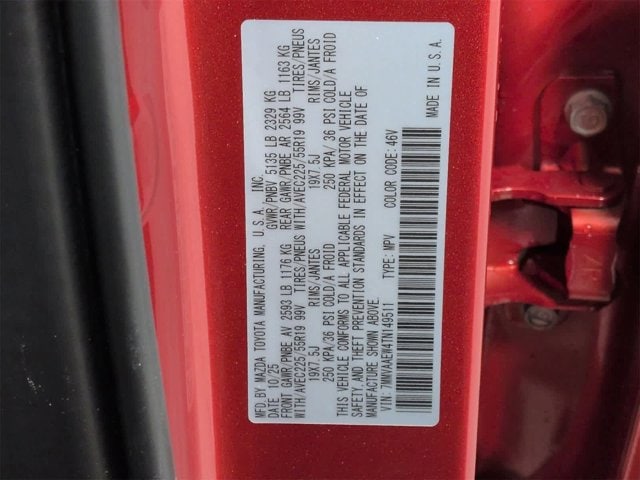 MFD.BY MAZDA TOYOTA MANUFACTURING, U.S.A. INC.
DATE 10/25 GVWR/PNBV 5135 LB 2329 KG
FRONT GAWR/PNBE AV 2593 LB 1176 KG REAR GAWR/PNBE AR 2564 LB 1163 KG
WITH/AVEC225/55R19 99V TIRES/PNEUS WITH/AVEC225/55R19 99V TIRES/PNEUS
19X7.5J RIMS/JANTES 19X7.5J RIMS/JANTES
250 KPA/36 PSI COLD/A FROID 250 KPA/ 36 PSI COLD/A FROID
THIS VEHICLE CONFORMS TO ALL APPLICABLE FEDERAL MOTOR VEHICLE
SAFETY AND THEFT PREVENTION STANDARDS IN EFFECT ON THE DATE OF
MANUFACTURE SHOWN ABOVE.
VIN: 7MMVAAEW4TN149511 TYPE: MPV COLOR CODE: 46V MADE IN U.S.A.